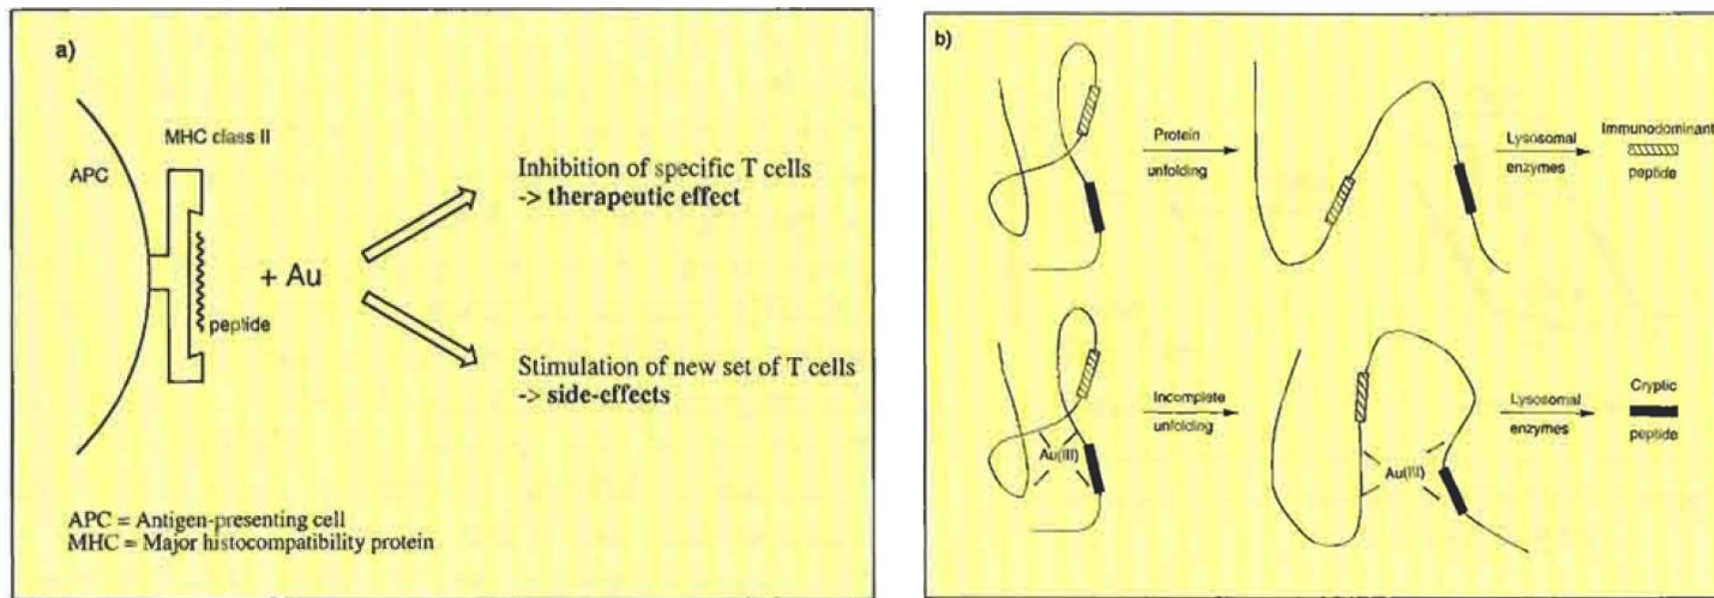 a)
MHC class II
APC
peptide
+ Au
Inhibition of specific T cells
-> therapeutic effect
Stimulation of new set of T cells
-> side-effects
APC = Antigen-presenting cell
MHC = Major histocompatibility protein
b)
Protein
unfolding
Lysosomal
enzymes
Immunodominant
peptide
Au(III)
Incomplete
unfolding
Au(III)
Lysosomal
enzymes
Cryptic
peptide